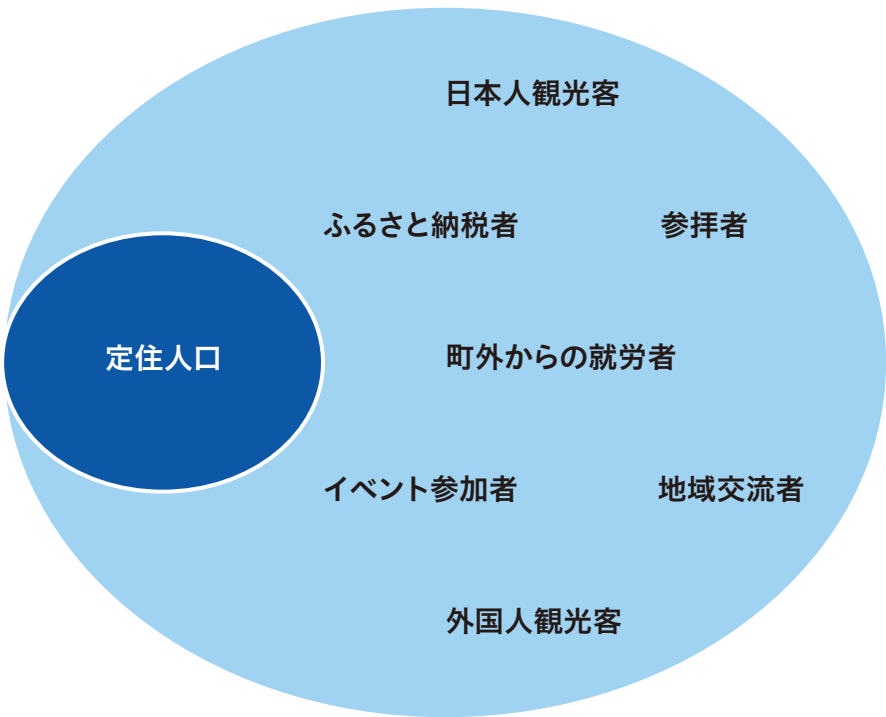 日本人観光客
ふるさと納税者
参拝者
定住人口
町外からの就労者
イベント参加者
地域交流者
外国人観光客